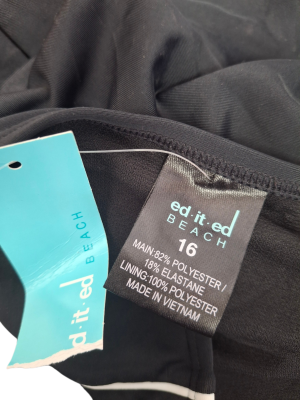 ed·it·ed
BEACH
16
MAIN:82% POLYESTER /
18% ELASTANE
LINING:100% POLYESTER
MADE IN VIETNAM
d·it·ed
BEACH